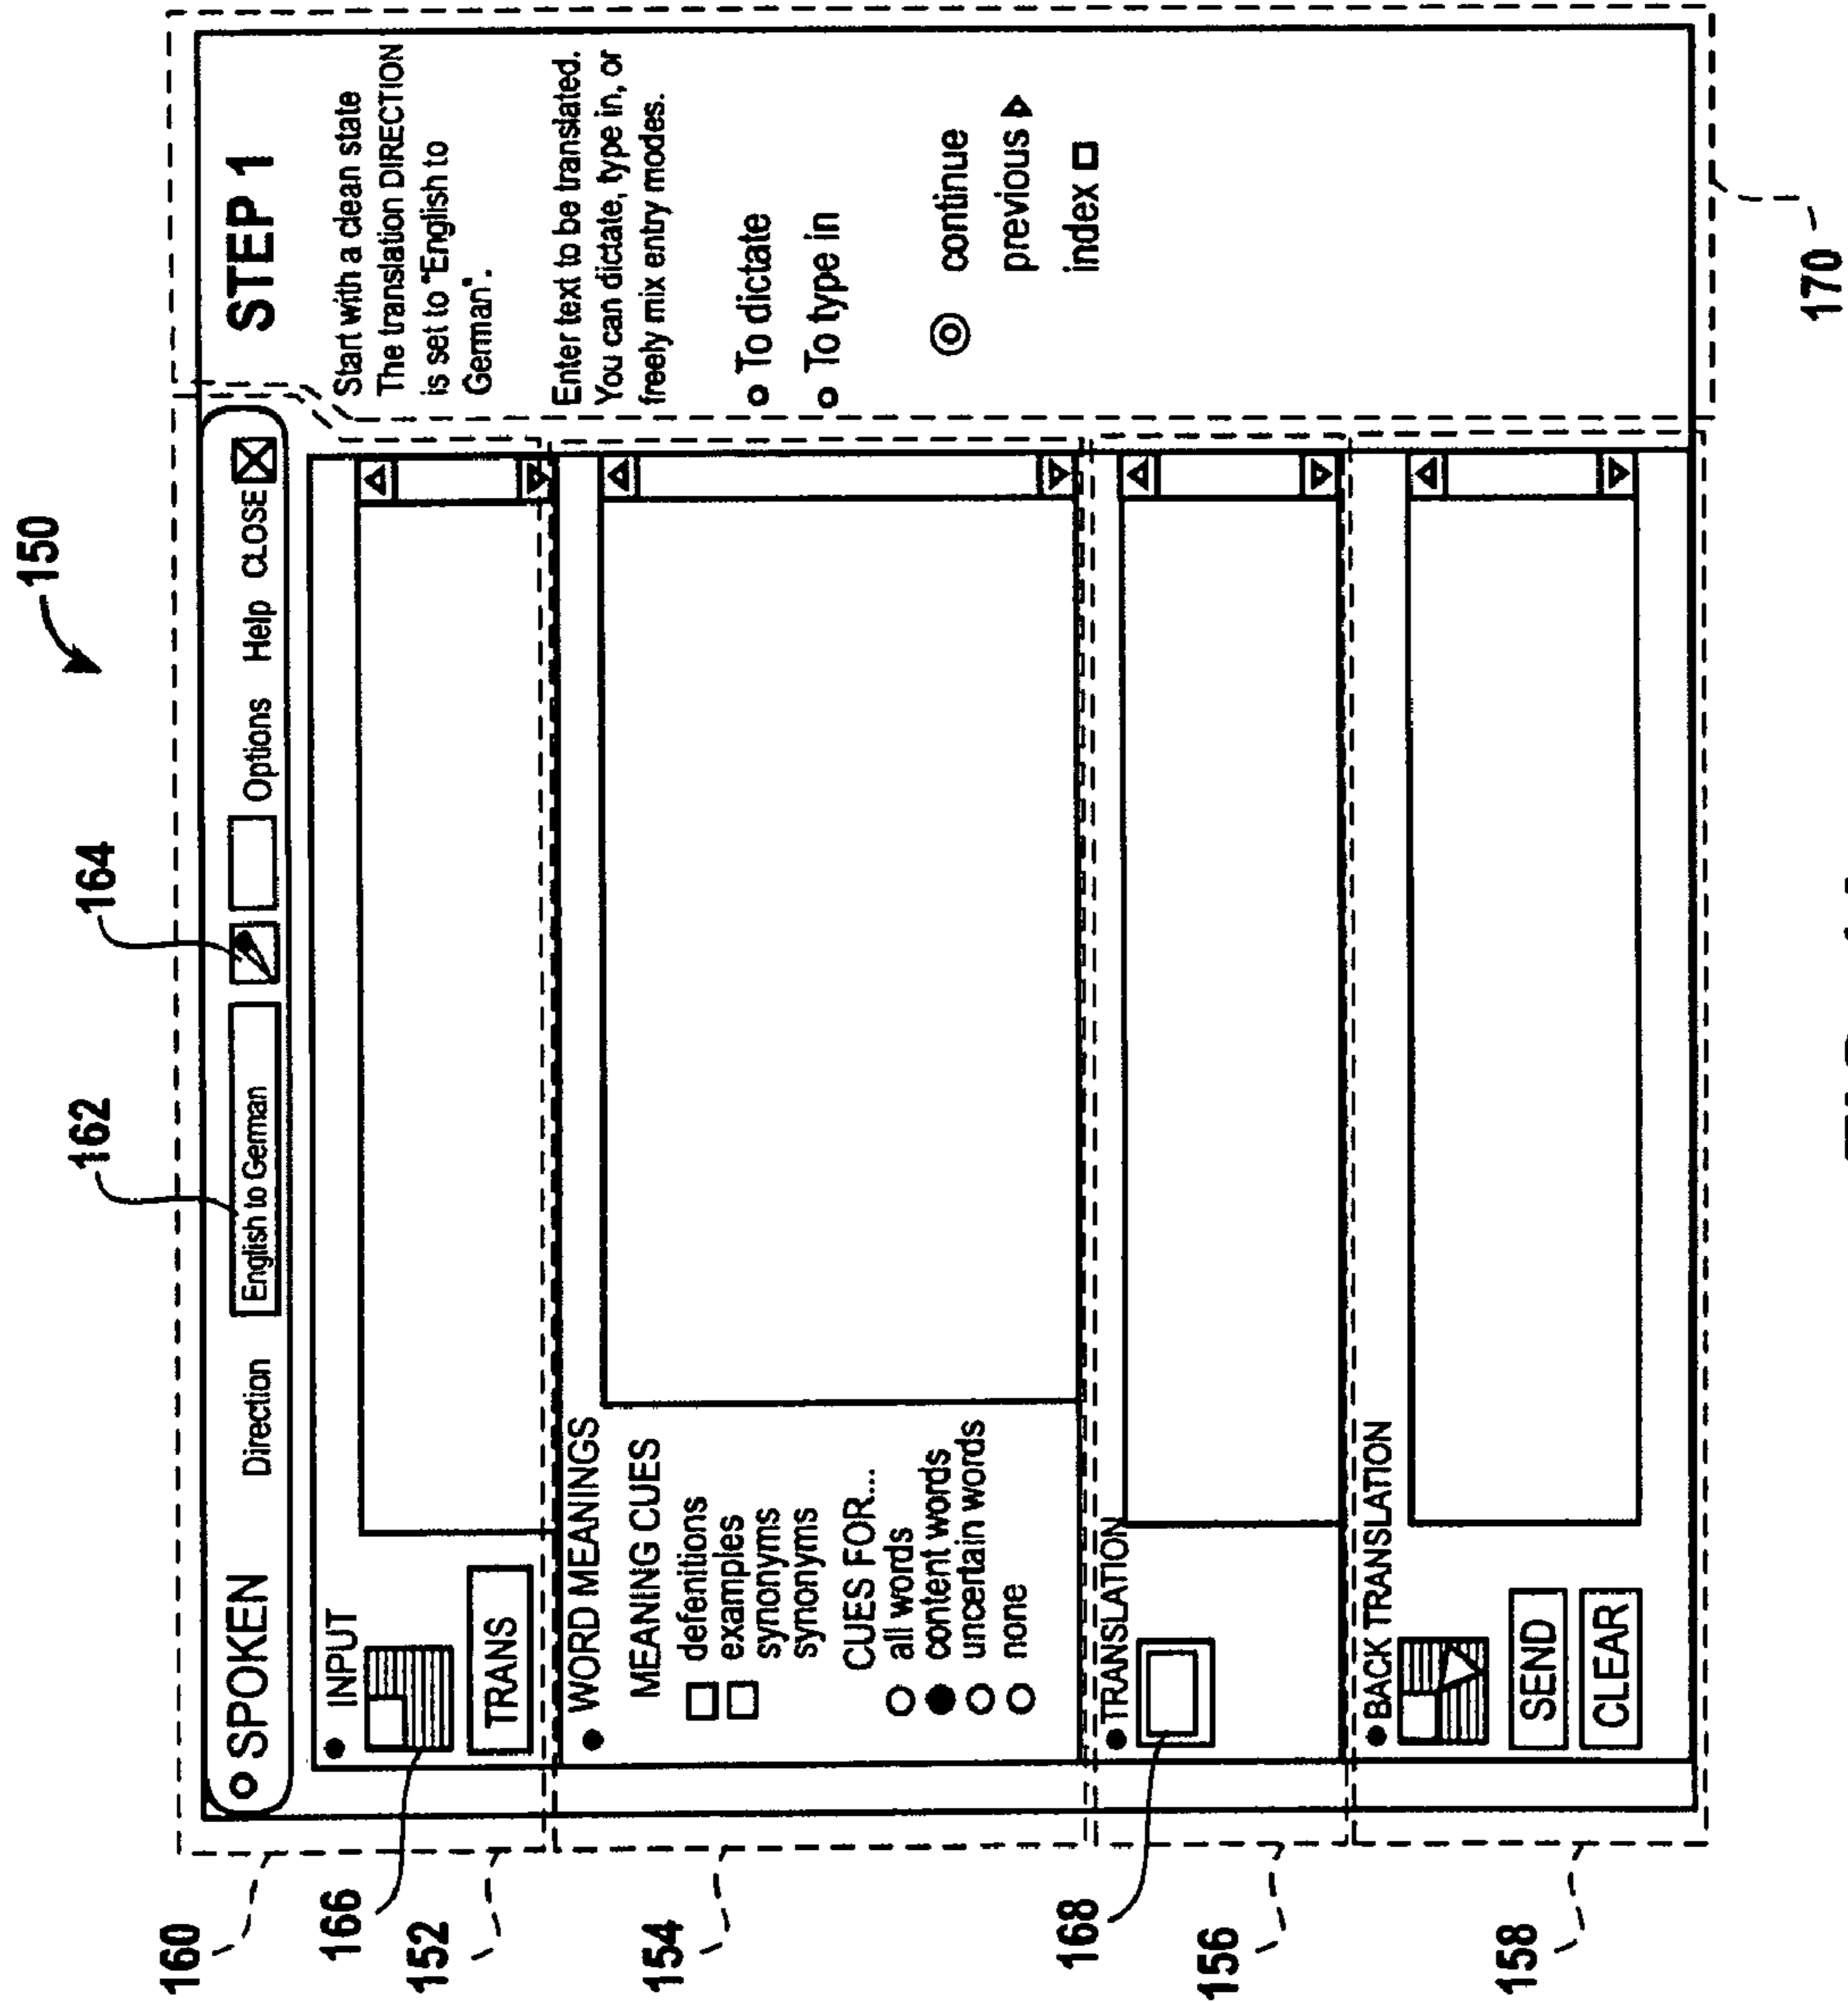 150
160
162
164
SPOKEN
Direction
English to German
Options
Help
CLOSE
166
152
INPUT
TRANS
154
WORD MEANINGS
MEANING CUES
defenitions
examples
synonyms
synonyms
CUES FOR...
all words
content words
uncertain words
none
168
156
TRANSLATION
158
BACK TRANSLATION
SEND
CLEAR
STEP 1
Start with a clean state
The translation DIRECTION
is set to "English to
German".
Enter text to be translated.
You can dictate, type in, or
freely mix entry modes.
To dictate
To type in
continue
previous
index
170